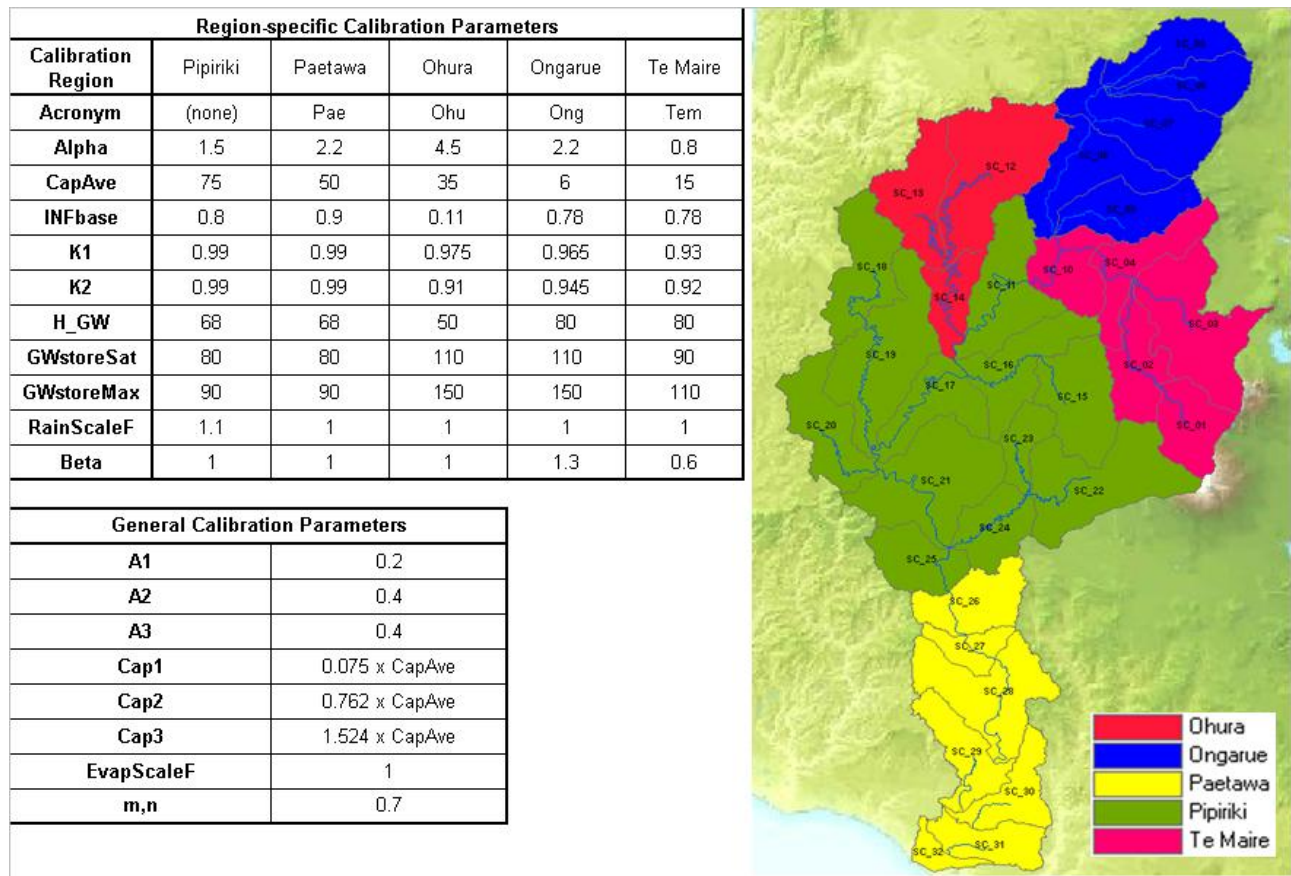 Region-specific Calibration Parameters
Calibration Region Pipiriki Paetawa Ohura Ongarue Te Maire
Acronym (none) Pae Ohu Ong Tem
Alpha 1.5 2.2 4.5 2.2 0.8
CapAve 75 50 35 6 15
INFbase 0.8 0.9 0.11 0.78 0.78
K1 0.99 0.99 0.975 0.965 0.93
K2 0.99 0.99 0.91 0.945 0.92
H_GW 68 68 50 80 80
GWstoreSat 80 80 110 110 90
GWstoreMax 90 90 150 150 110
RainScaleF 1.1 1 1 1 1
Beta 1 1 1 1.3 0.6
General Calibration Parameters
A1 0.2
A2 0.4
A3 0.4
Cap1 0.075 x CapAve
Cap2 0.762 x CapAve
Cap3 1.524 x CapAve
EvapScaleF 1
m,n 0.7
SC_12
SC_13
SC_10
SC_04
SC_18
SC_14
SC_03
SC_19
SC_16
SC_02
SC_17
SC_15
SC_20
SC_01
SC_23
SC_21
SC_22
SC_24
SC_25
SC_26
SC_27
SC_28
SC_29
SC_30
SC_31
SC_32
Ohura
Ongarue
Paetawa
Pipiriki
Te Maire